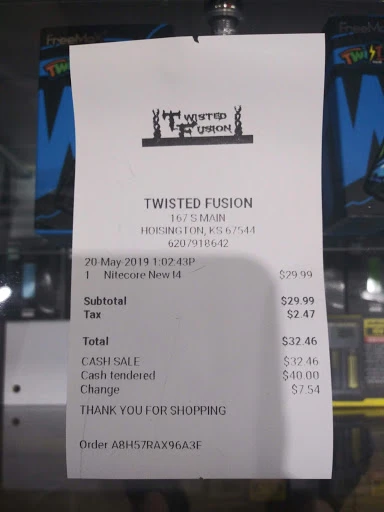 FreeMax
FreeMax
TWISTED
FUSION
TWISTED FUSION
167 S MAIN
HOISINGTON, KS 67544
6207918642
20 May 2019 1:02:43P
1 Nitecore New I4 $29.99
Subtotal $29.99
Tax $2.47
Total $32.46
CASH SALE $32.46
Cash tendered $40.00
Change $7.54
THANK YOU FOR SHOPPING
Order A8H57RAX96A3F